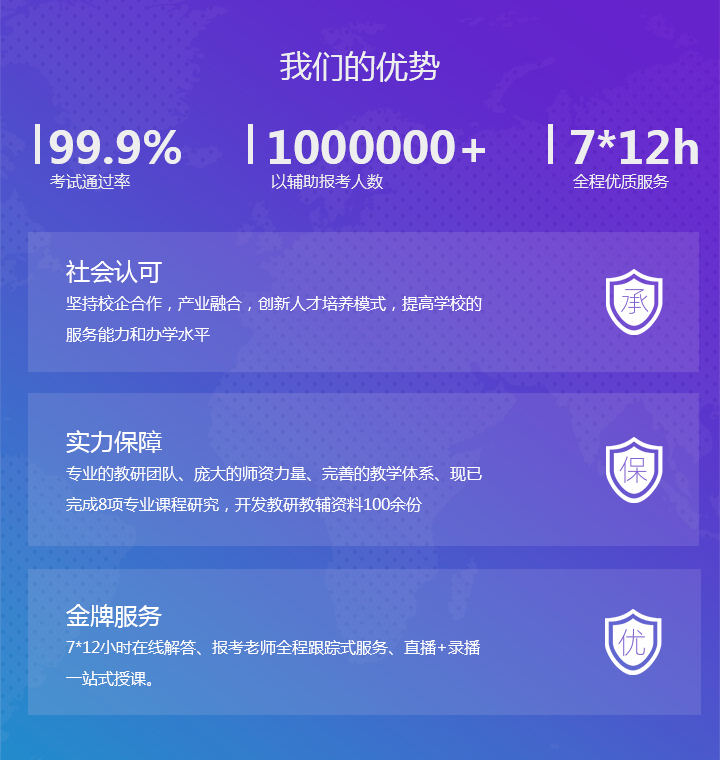 我们的优势
99.9% 1000000+ 7*12h
考试通过率 以辅助报考人数 全程优质服务
社会认可
坚持校企合作，产业融合，创新人才培养模式，提高学校的
服务能力和办学水平
承
实力保障
专业的教研团队、庞大的师资力量、完善的教学体系、现已
完成8项专业课程研究，开发教研教辅资料100余份
保
金牌服务
7*12小时在线解答、报考老师全程跟踪式服务、直播+录播
一站式授课。
优